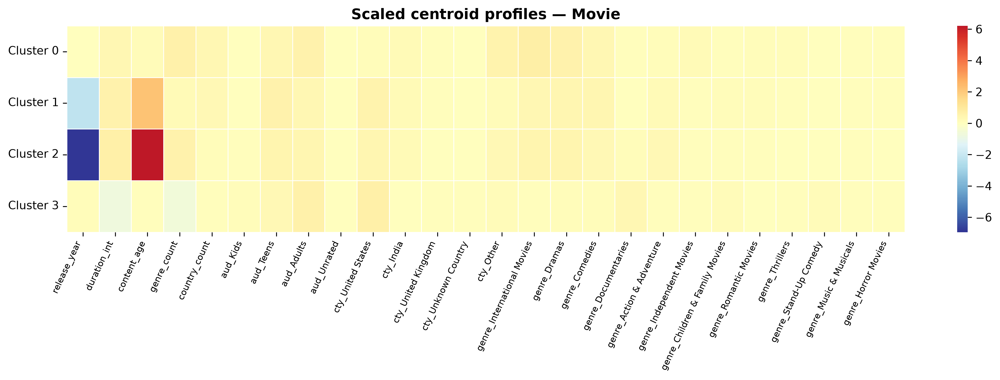 Scaled centroid profiles — Movie
Cluster 0
Cluster 1
Cluster 2
Cluster 3
6
4
2
0
−2
−4
−6
release_year
duration_int
content_age
genre_count
country_count
aud_Kids
aud_Teens
aud_Adults
aud_Unrated
cty_United States
cty_India
cty_United Kingdom
cty_Unknown Country
cty_Other
genre_International Movies
genre_Dramas
genre_Comedies
genre_Documentaries
genre_Action & Adventure
genre_Independent Movies
genre_Children & Family Movies
genre_Romantic Movies
genre_Thrillers
genre_Stand-Up Comedy
genre_Music & Musicals
genre_Horror Movies